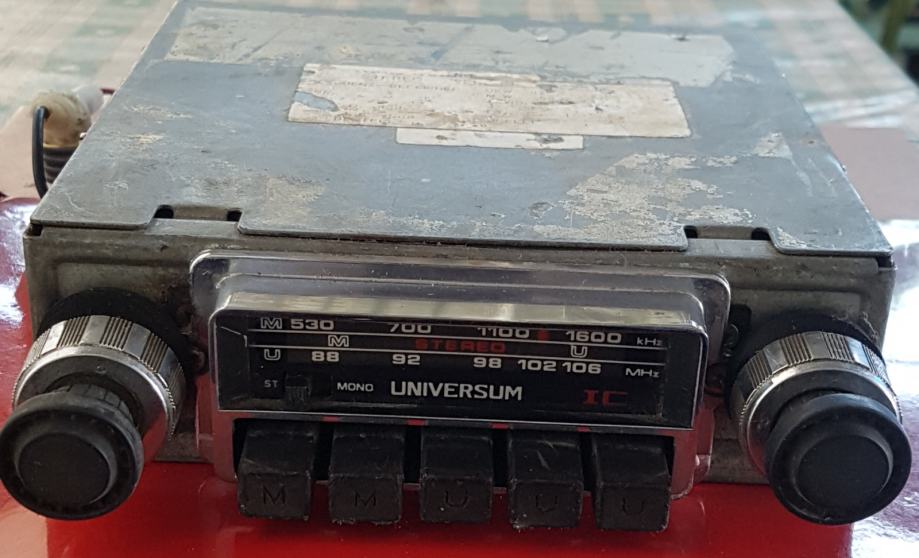 M 530 700 1100 1600 kHz
M STEREO U
U 88 92 98 102 106 MHz
ST MONO UNIVERSUM IC
M M U U U